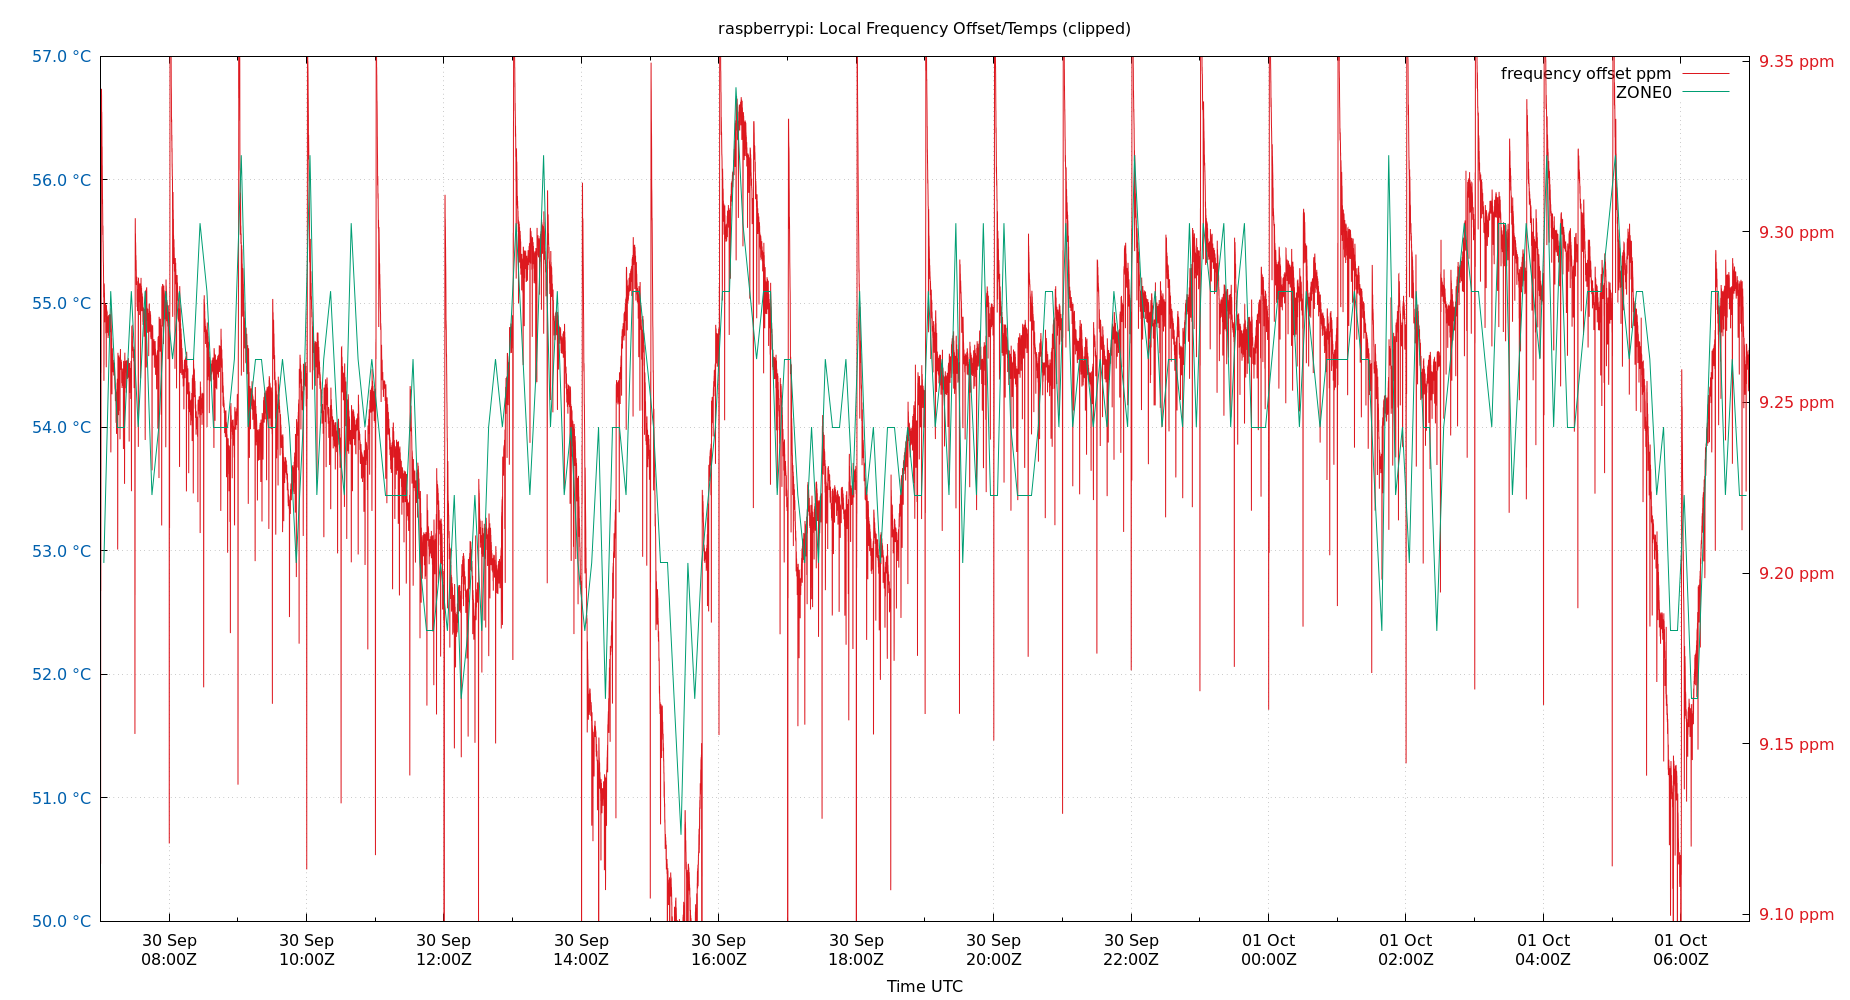 raspberrypi: Local Frequency Offset/Temps (clipped)
57.0 °C
56.0 °C
55.0 °C
54.0 °C
53.0 °C
52.0 °C
51.0 °C
50.0 °C
frequency offset ppm
ZONE0
9.35 ppm
9.30 ppm
9.25 ppm
9.20 ppm
9.15 ppm
9.10 ppm
30 Sep
08:00Z
30 Sep
10:00Z
30 Sep
12:00Z
30 Sep
14:00Z
30 Sep
16:00Z
30 Sep
18:00Z
30 Sep
20:00Z
30 Sep
22:00Z
01 Oct
00:00Z
01 Oct
02:00Z
01 Oct
04:00Z
01 Oct
06:00Z
Time UTC